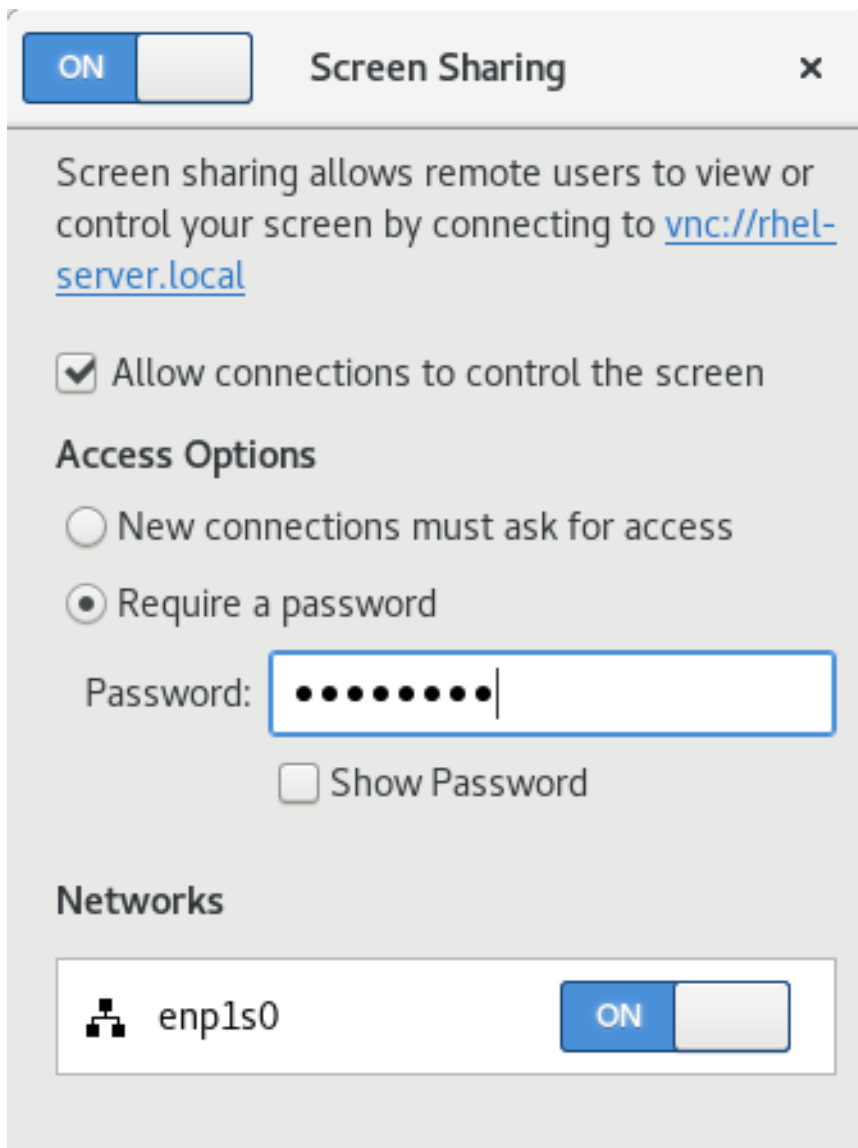 ON Screen Sharing ×
Screen sharing allows remote users to view or
control your screen by connecting to vnc://rhel-
server.local
Allow connections to control the screen
Access Options
New connections must ask for access
Require a password
Password: ●●●●●●●●
Show Password
Networks
enp1s0 ON